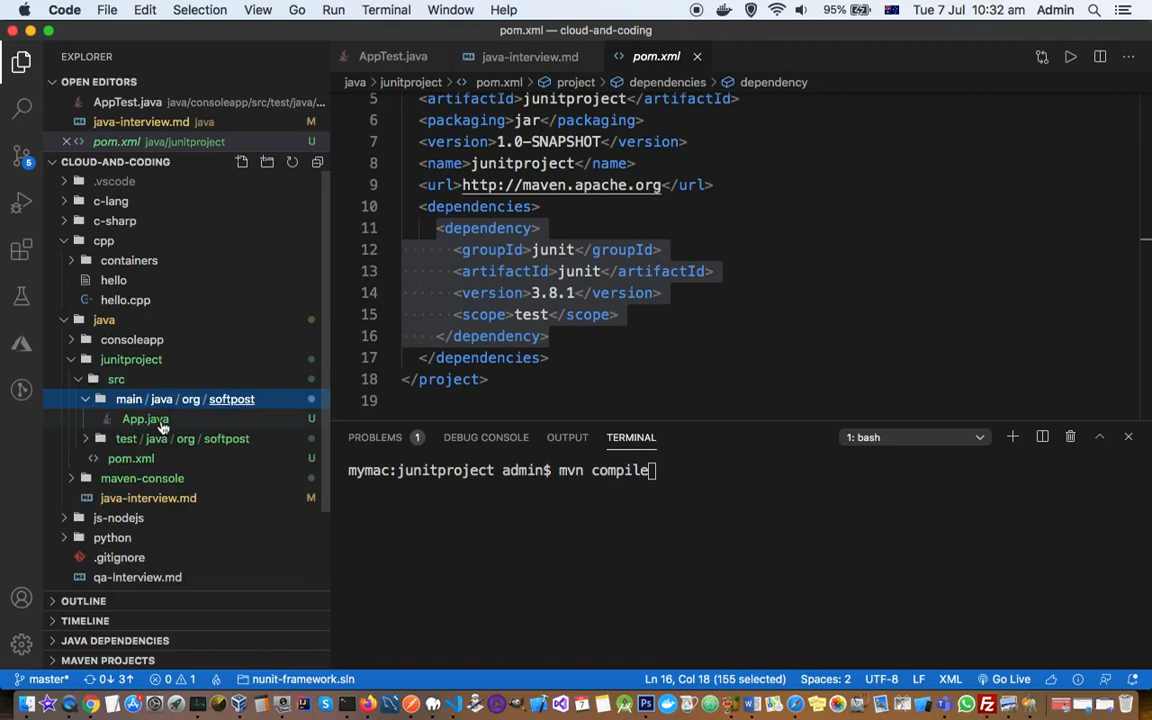 Code File Edit Selection View Go Run Terminal Window Help 95% Tue 7 Jul 10:32 am Admin
pom.xml — cloud-and-coding
EXPLORER
OPEN EDITORS
AppTest.java java/consoleapp/src/test/java/...
java-interview.md java M
pom.xml java/junitproject U
CLOUD-AND-CODING
.vscode
c-lang
c-sharp
cpp
containers
hello
hello.cpp
java
consoleapp
junitproject
src
main / java / org / softpost
App.java U
test / java / org / softpost
pom.xml U
maven-console
java-interview.md M
js-nodejs
python
.gitignore
qa-Interview.md
OUTLINE
TIMELINE
JAVA DEPENDENCIES
MAVEN PROJECTS
5
AppTest.java java-interview.md pom.xml
java › junitproject › pom.xml › project › dependencies › dependency
5 <artifactId>junitproject</artifactId>
6 <packaging>jar</packaging>
7 <version>1.0-SNAPSHOT</version>
8 <name>junitproject</name>
9 <url>http://maven.apache.org</url>
10 <dependencies>
11 <dependency>
12 <groupId>junit</groupId>
13 <artifactId>junit</artifactId>
14 <version>3.8.1</version>
15 <scope>test</scope>
16 </dependency>
17 </dependencies>
18 </project>
19
PROBLEMS 1 DEBUG CONSOLE OUTPUT TERMINAL 1: bash
mymac:junitproject admin$ mvn compile
master* 0↓ 3↑ 0 1 nunit-framework.sln Ln 16, Col 18 (155 selected) Spaces: 2 UTF-8 LF XML Go Live